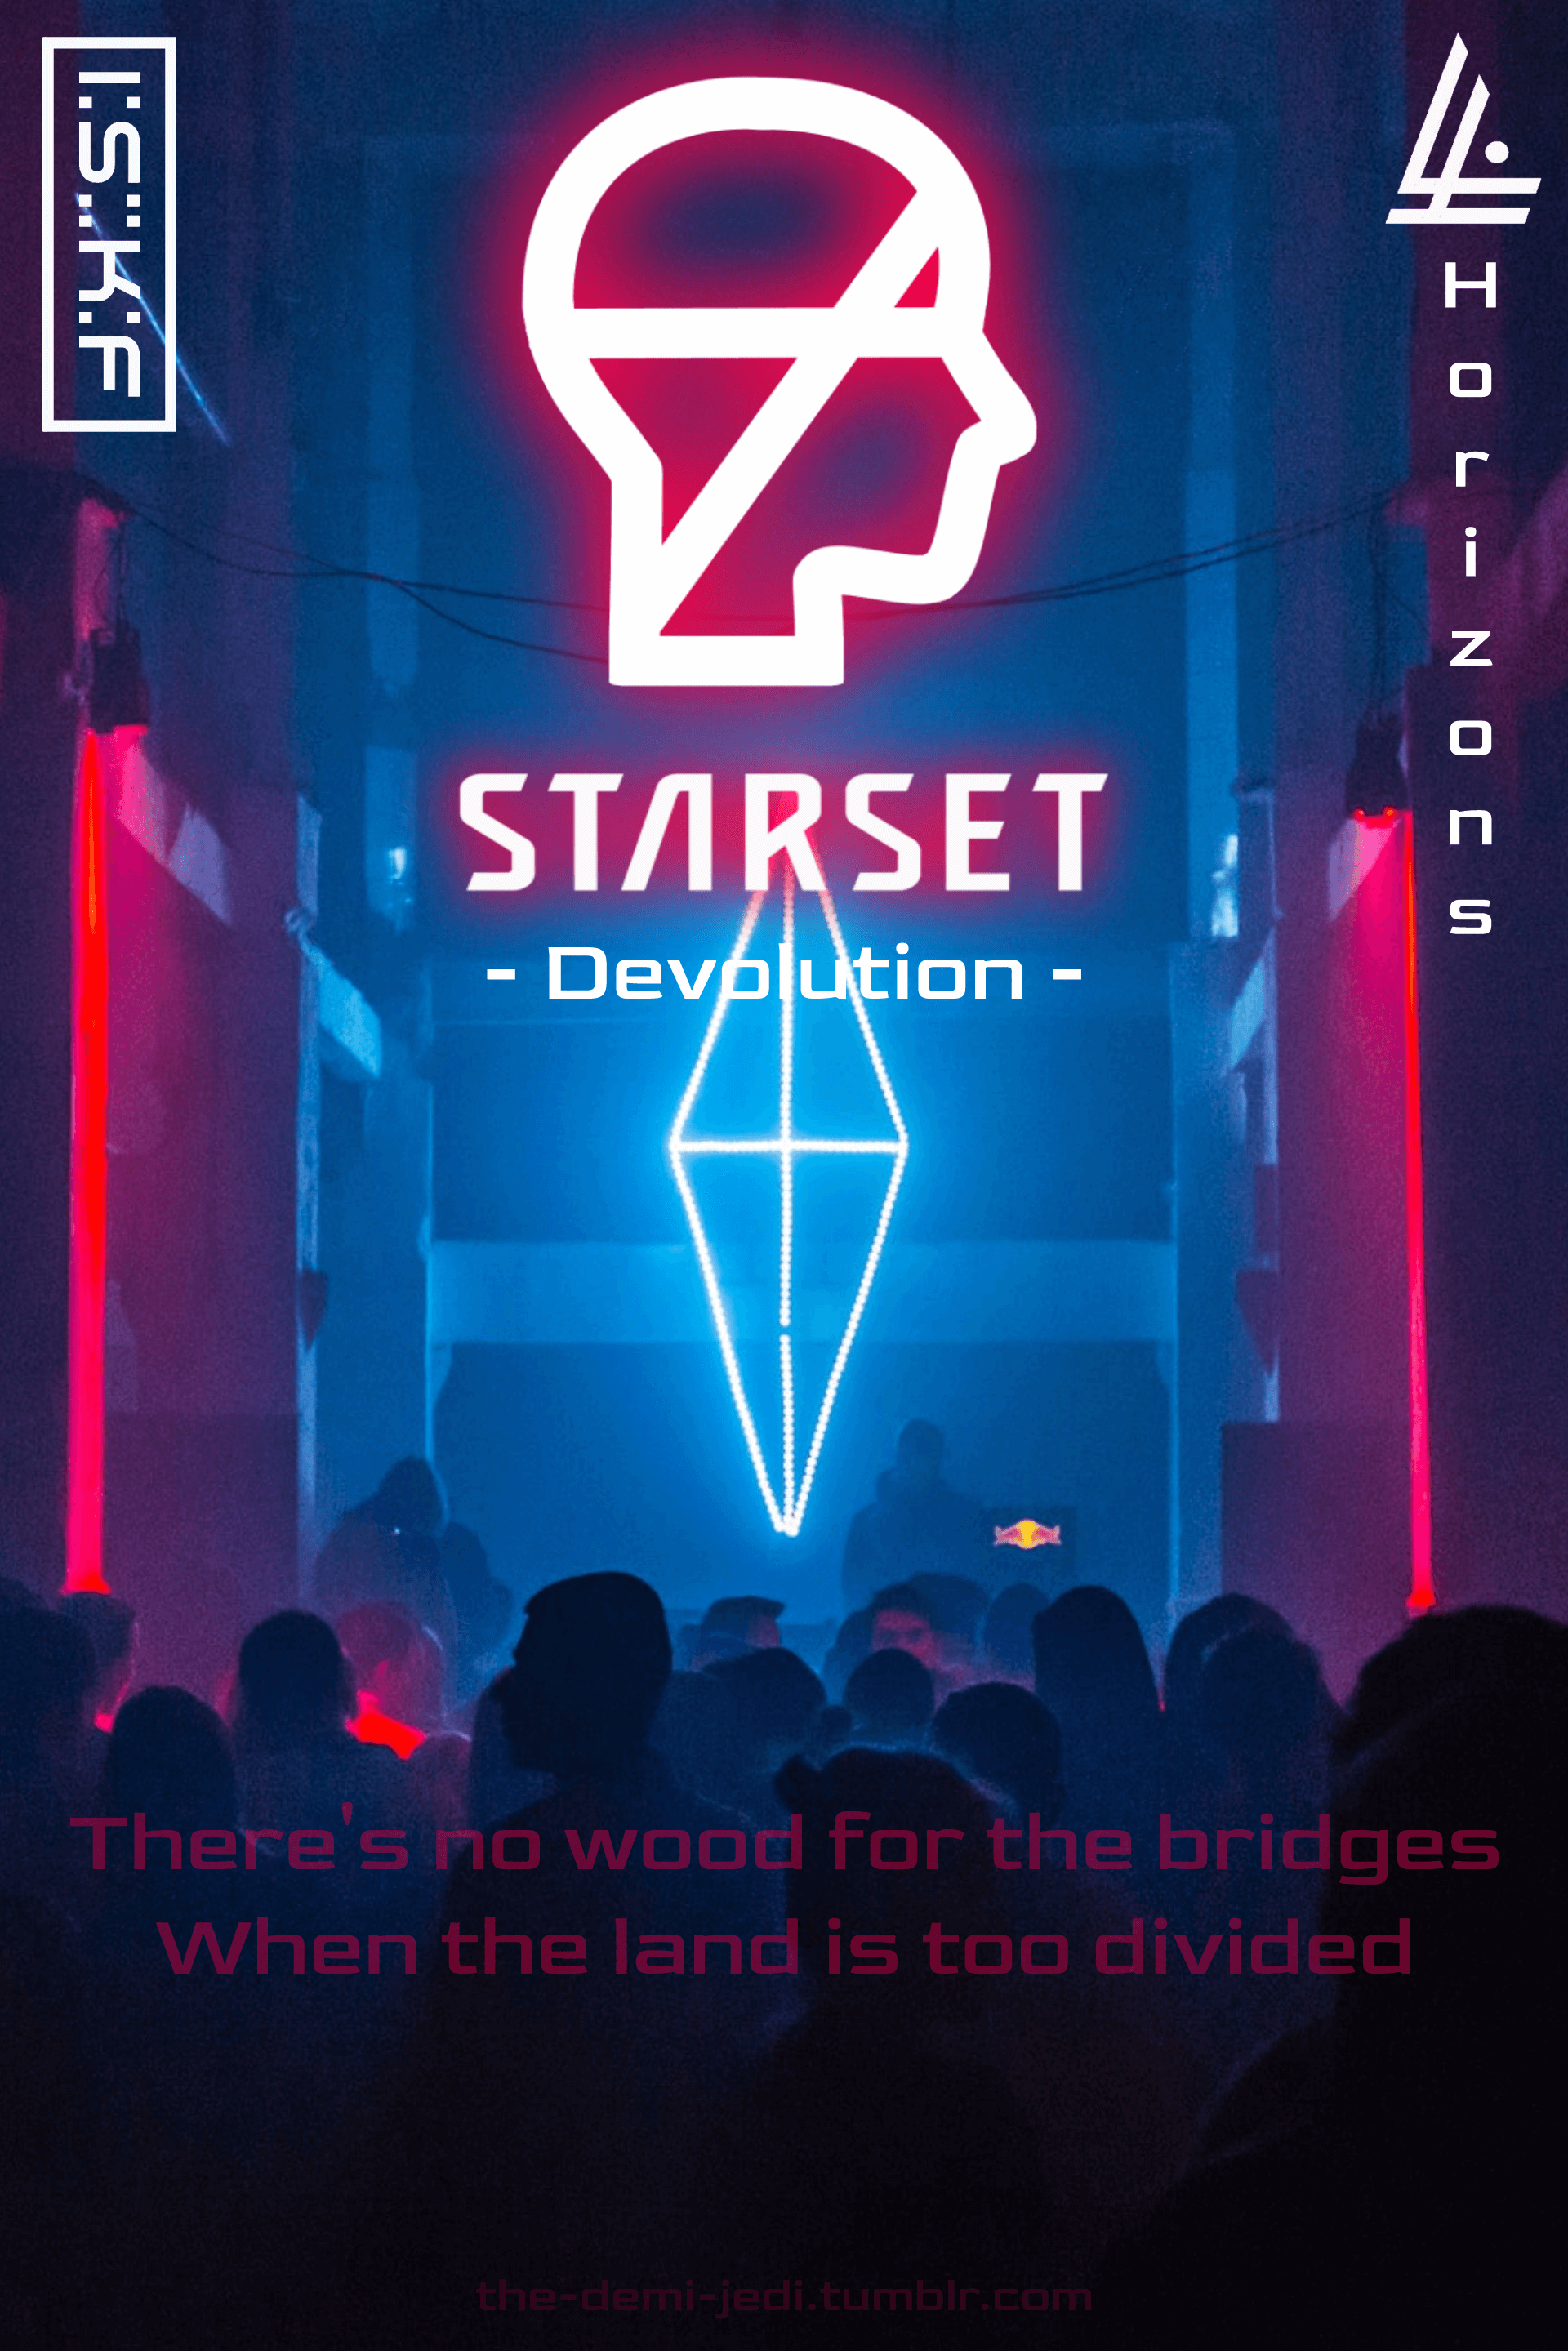 I:S:K:F
Horizons
STARSET
- Devolution -
There's no wood for the bridges
When the land is too divided
the-demi-jedi.tumblr.com